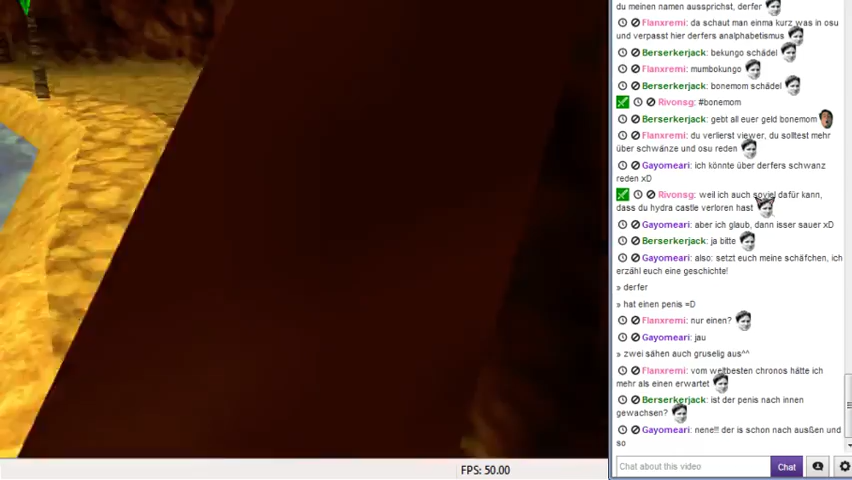 du meinen namen aussprichst, derfer
Flanxremi: da schaut man einma kurz was in osu
und verpasst hier derfers analphabetismus
Berserkerjack: bekungo schädel
Flanxremi: mumbokungo
Berserkerjack: bonemom schädel
Rivonsg: #bonemom
Berserkerjack: gebt all euer geld bonemom
Flanxremi: du verlierst viewer, du solltest mehr
über schwänze und osu reden
Gayomeari: ich könnte über derfers schwanz
reden xD
Rivonsg: weil ich auch soviel dafür kann,
dass du hydra castle verloren hast
Gayomeari: aber ich glaub, dann isser sauer xD
Berserkerjack: ja bitte
Gayomeari: also: setzt euch meine schäfchen, ich
erzähl euch eine geschichte!
» derfer
» hat einen penis =D
Flanxremi: nur einen?
Gayomeari: jau
» zwei sähen auch gruselig aus^^
Flanxremi: vom weltbesten chronos hätte ich
mehr als einen erwartet
Berserkerjack: ist der penis nach innen
gewachsen?
Gayomeari: nene!! der is schon nach ausßen und
so
FPS: 50.00
Chat about this video
Chat